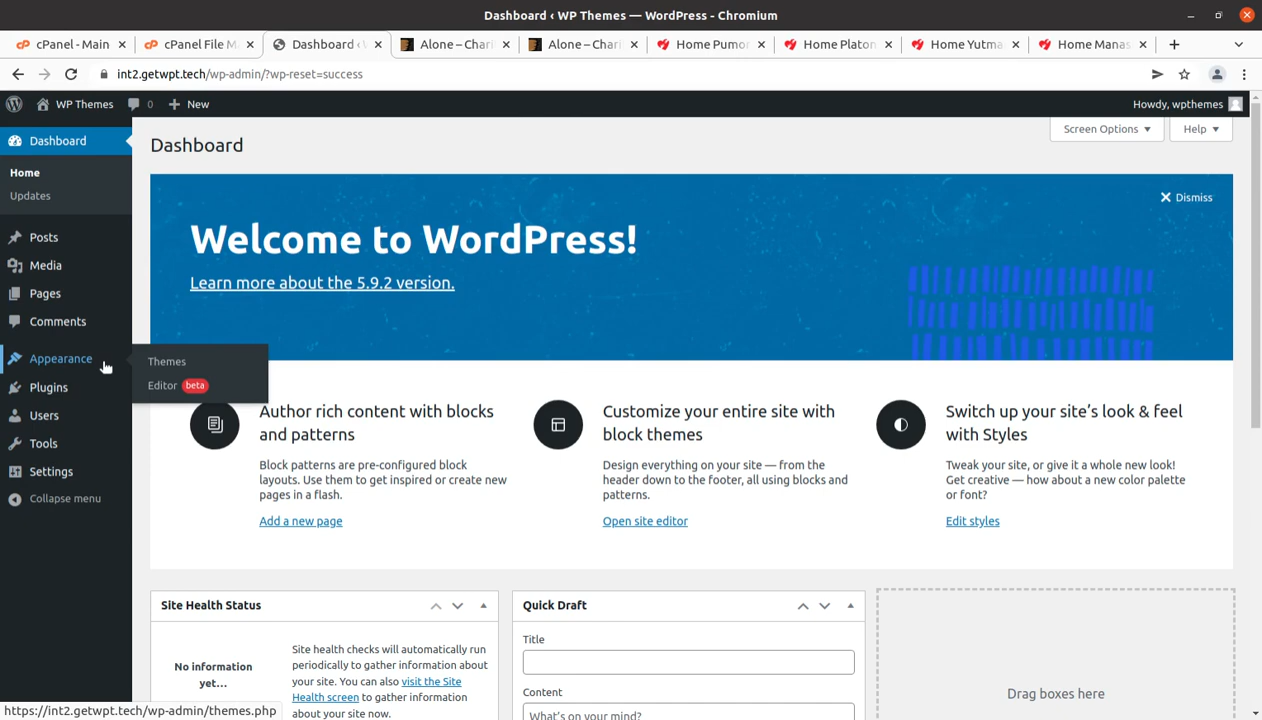 Dashboard ‹ WP Themes — WordPress - Chromium
cPanel - Main
cPanel File M
Dashboard ‹
Alone – Chari
Alone – Chari
Home Pumo
Home Platon
Home Yutma
Home Manas
int2.getwpt.tech/wp-admin/?wp-reset=success
WP Themes
0
New
Howdy, wpthemes
Dashboard
Home
Updates
Posts
Media
Pages
Comments
Appearance
Themes
Editor beta
Plugins
Users
Tools
Settings
Collapse menu
Dashboard
Screen Options
Help
Dismiss
Welcome to WordPress!
Learn more about the 5.9.2 version.
Author rich content with blocks
and patterns
Block patterns are pre-configured block
layouts. Use them to get inspired or create new
pages in a flash.
Add a new page
Customize your entire site with
block themes
Design everything on your site — from the
header down to the footer, all using blocks and
patterns.
Open site editor
Switch up your site's look & feel
with Styles
Tweak your site, or give it a whole new look!
Get creative — how about a new color palette
or font?
Edit styles
Site Health Status
No information
yet...
Site health checks will automatically run
periodically to gather information about
your site. You can also visit the Site
Health screen to gather information
about your site now.
Quick Draft
Title
Content
What's on your mind?
Drag boxes here
https://int2.getwpt.tech/wp-admin/themes.php